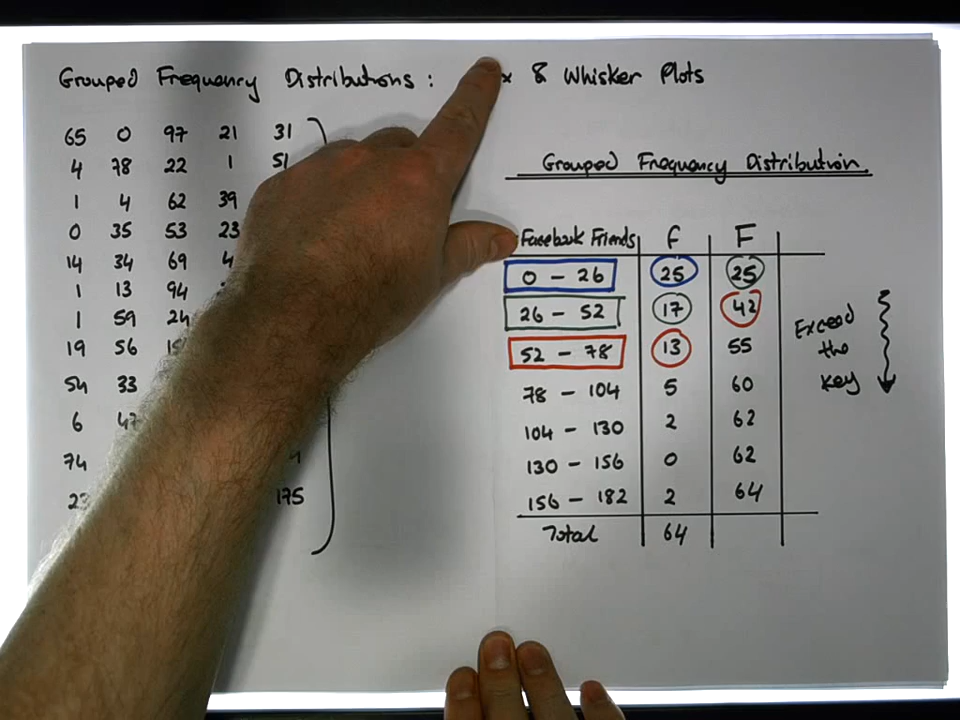 Grouped Frequency Distributions : & Whisker Plots
65 0 97 21 31
4 78 22 1 51
1 4 62 39
0 35 53 23
14 34 69 4
1 13 94
1 59 24
19 56
54 33
6
74
175
Grouped Frequency Distribution
Facebook Friends f F
0 - 26 25 25
26 - 52 17 42
52 - 78 13 55
78 - 104 5 60
104 - 130 2 62
130 - 156 0 62
156 - 182 2 64
Total 64
Exceed
the
key